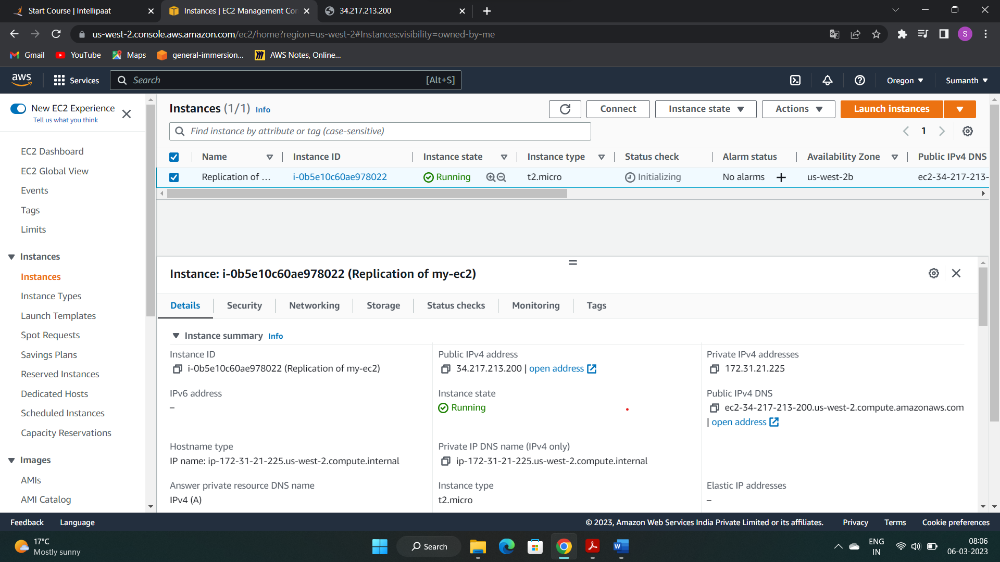 Start Course | Intellipaat
Instances | EC2 Management Con
34.217.213.200
us-west-2.console.aws.amazon.com/ec2/home?region=us-west-2#Instances:visibility=owned-by-me
S
Gmail
YouTube
Maps
general-immersion...
AWS Notes, Online...
aws
Services
Search
[Alt+S]
Oregon
Sumanth
New EC2 Experience
Tell us what you think
EC2 Dashboard
EC2 Global View
Events
Tags
Limits
Instances
Instances
Instance Types
Launch Templates
Spot Requests
Savings Plans
Reserved Instances
Dedicated Hosts
Scheduled Instances
Capacity Reservations
Images
AMIs
AMI Catalog
Instances (1/1) Info
Connect
Instance state
Actions
Launch instances
Find instance by attribute or tag (case-sensitive)
1
Name Instance ID Instance state Instance type Status check Alarm status Availability Zone Public IPv4 DNS
Replication of ... i-0b5e10c60ae978022 Running t2.micro Initializing No alarms + us-west-2b ec2-34-217-213-
Instance: i-0b5e10c60ae978022 (Replication of my-ec2)
Details Security Networking Storage Status checks Monitoring Tags
Instance summary Info
Instance ID
i-0b5e10c60ae978022 (Replication of my-ec2)
Public IPv4 address
34.217.213.200 | open address
Private IPv4 addresses
172.31.21.225
IPv6 address
–
Instance state
Running
Public IPv4 DNS
ec2-34-217-213-200.us-west-2.compute.amazonaws.com
| open address
Hostname type
IP name: ip-172-31-21-225.us-west-2.compute.internal
Private IP DNS name (IPv4 only)
ip-172-31-21-225.us-west-2.compute.internal
Answer private resource DNS name
IPv4 (A)
Instance type
t2.micro
Elastic IP addresses
–
Feedback
Language
© 2023, Amazon Web Services India Private Limited or its affiliates.
Privacy
Terms
Cookie preferences
17°C
Mostly sunny
Search
ENG
IN
08:06
06-03-2023